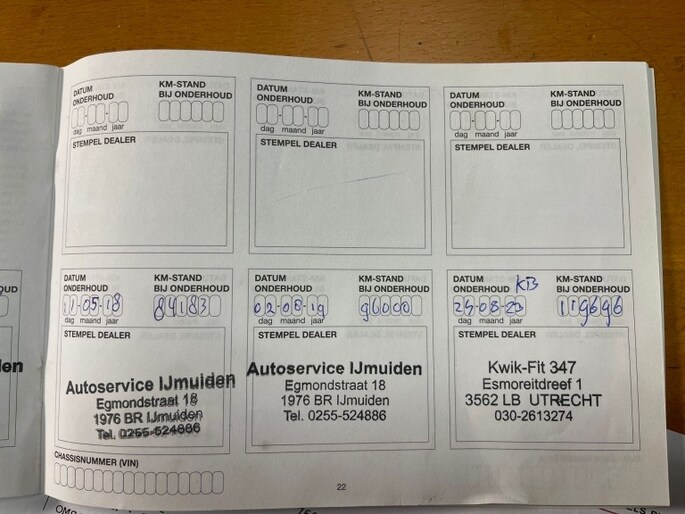 DATUM ONDERHOUD
KM-STAND BIJ ONDERHOUD
dag maand jaar
STEMPEL DEALER
DATUM ONDERHOUD
KM-STAND BIJ ONDERHOUD
dag maand jaar
STEMPEL DEALER
DATUM ONDERHOUD
KM-STAND BIJ ONDERHOUD
dag maand jaar
STEMPEL DEALER
DATUM ONDERHOUD
KM-STAND BIJ ONDERHOUD
11-05-18
84183
dag maand jaar
STEMPEL DEALER
Autoservice IJmuiden
Egmondstraat 18
1976 BR IJmuiden
Tel. 0255-524886
DATUM ONDERHOUD
KM-STAND BIJ ONDERHOUD
02-08-19
96000
dag maand jaar
STEMPEL DEALER
Autoservice IJmuiden
Egmondstraat 18
1976 BR IJmuiden
Tel. 0255-524886
DATUM ONDERHOUD
KB
KM-STAND BIJ ONDERHOUD
119696
dag maand jaar
STEMPEL DEALER
Kwik-Fit 347
Esmoreitdreef 1
3562 LB UTRECHT
030-2613274
CHASSISNUMMER (VIN)
22